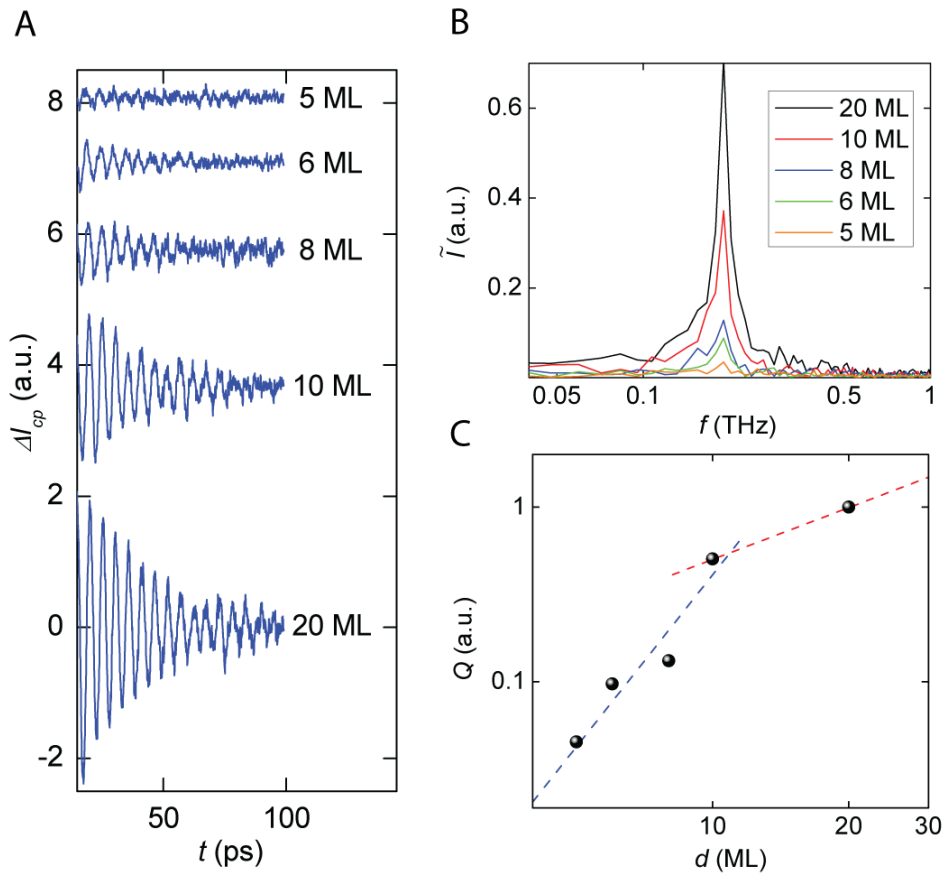 A
8
6
4
2
0
-2
ΔI_cp (a.u.)
5 ML
6 ML
8 ML
10 ML
20 ML
50
100
t (ps)
B
0.6
0.4
0.2
Ĩ (a.u.)
20 ML
10 ML
8 ML
6 ML
5 ML
0.05
0.1
0.5
1
f (THz)
C
1
0.1
Q (a.u.)
10
20
30
d (ML)